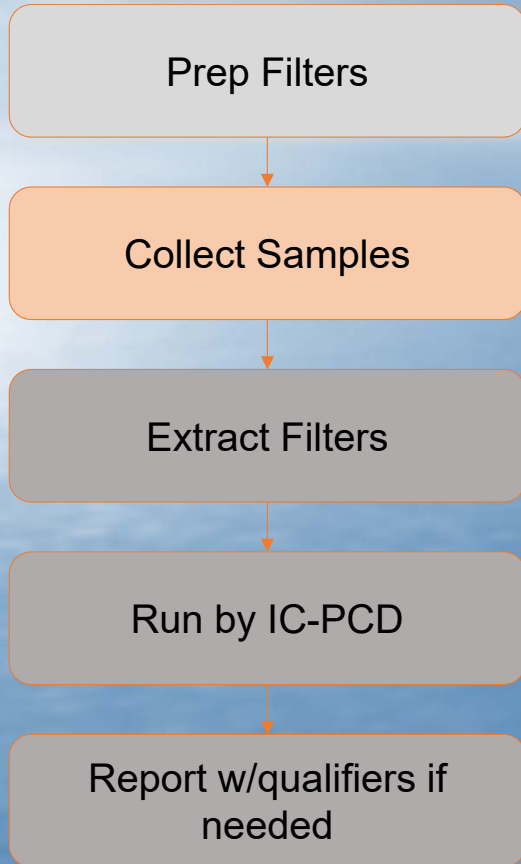 Prep Filters
Collect Samples
Extract Filters
Run by IC-PCD
Report w/qualifiers if
needed